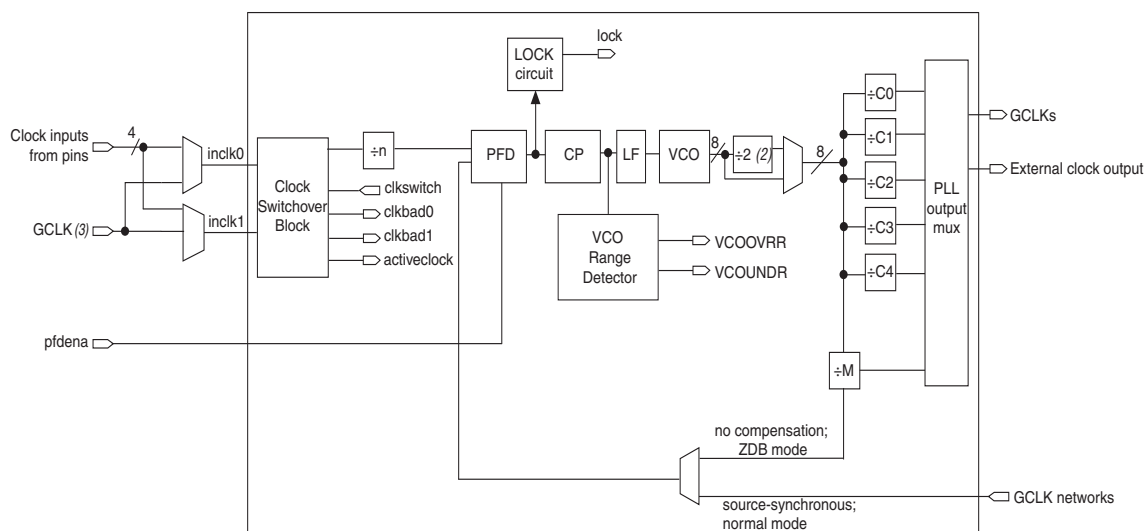 lock
LOCK
circuit
Clock inputs
from pins
4
inclk0
GCLK (3)
inclk1
Clock
Switchover
Block
÷n
clkswitch
clkbad0
clkbad1
activeclock
PFD
CP
LF
VCO
8
÷2 (2)
8
VCO
Range
Detector
VCOOVRR
VCOUNDR
÷C0
÷C1
÷C2
÷C3
÷C4
÷M
PLL
output
mux
GCLKs
External clock output
pfdena
no compensation;
ZDB mode
source-synchronous;
normal mode
GCLK networks